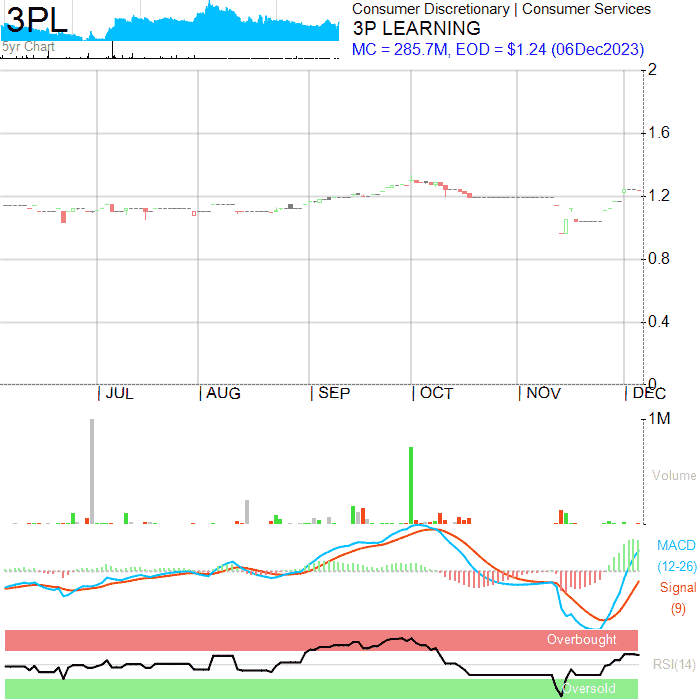 3PL
5yr Chart
Consumer Discretionary | Consumer Services
3P LEARNING
MC = 285.7M, EOD = $1.24 (06Dec2023)
2
1.6
1.2
0.8
0.4
0
JUL
AUG
SEP
OCT
NOV
DEC
1M
Volume
MACD
(12-26)
Signal
(9)
Overbought
RSI(14)
Oversold